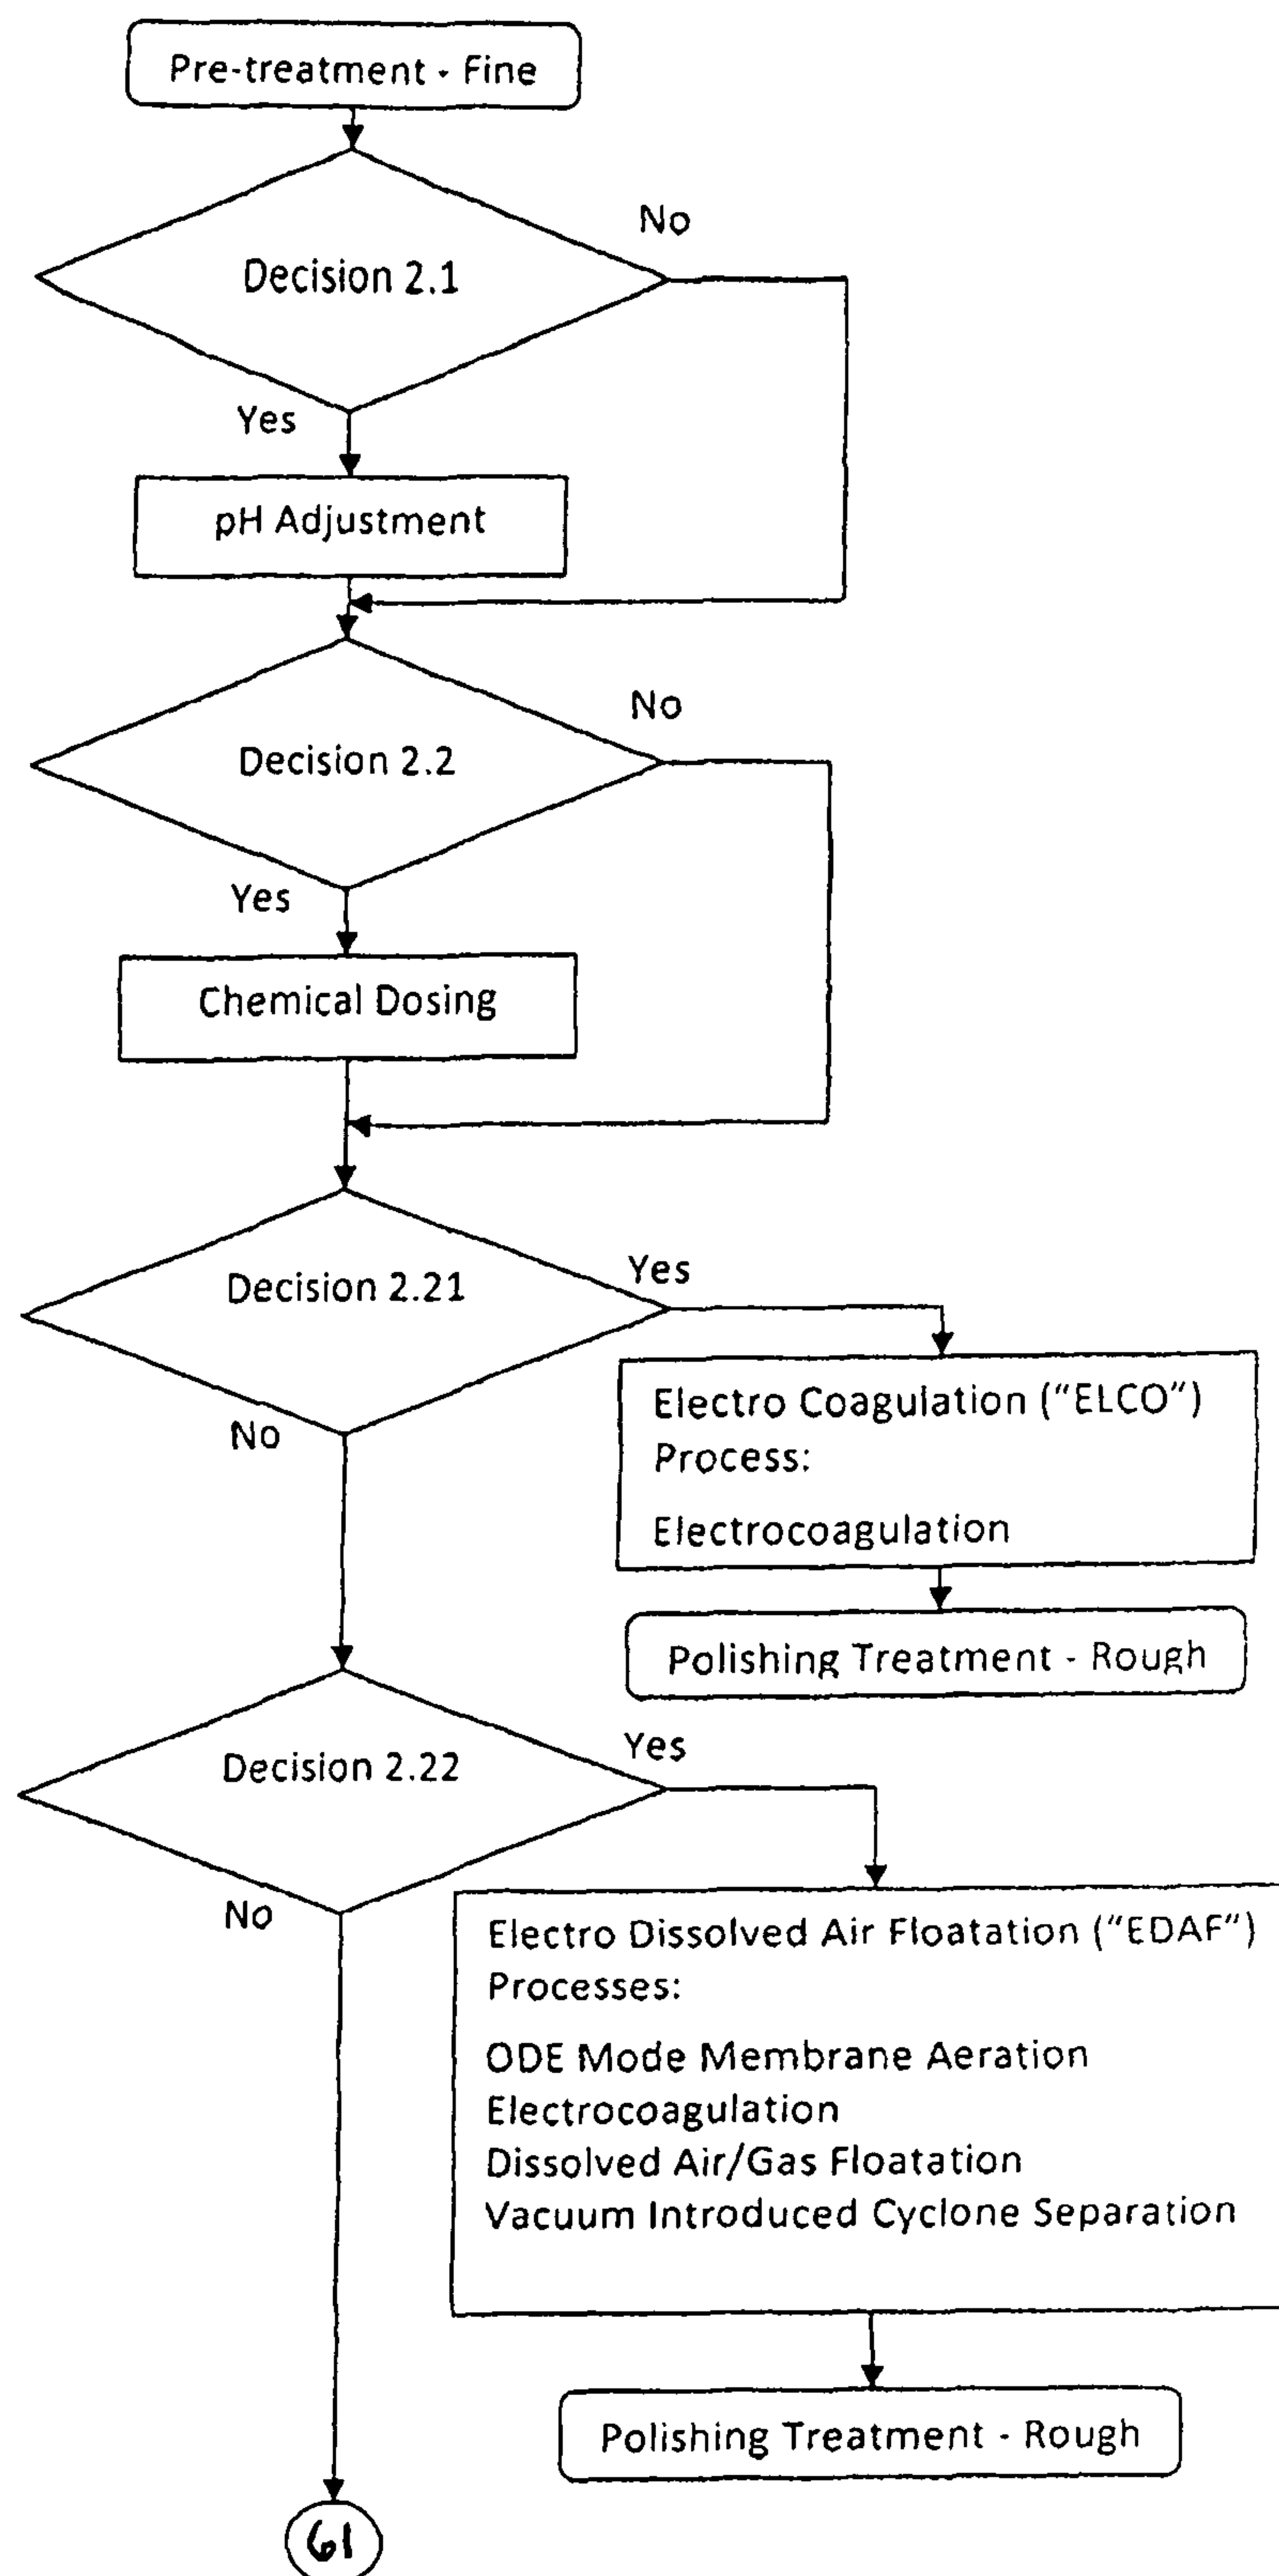 Pre-treatment - Fine
No
Decision 2.1
Yes
pH Adjustment
No
Decision 2.2
Yes
Chemical Dosing
Yes
Decision 2.21
Electro Coagulation ("ELCO")
Process:
No
Electrocoagulation
Polishing Treatment - Rough
Yes
Decision 2.22
No
Electro Dissolved Air Floatation ("EDAF")
Processes:
ODE Mode Membrane Aeration
Electrocoagulation
Dissolved Air/Gas Floatation
Vacuum Introduced Cyclone Separation
Polishing Treatment - Rough
61